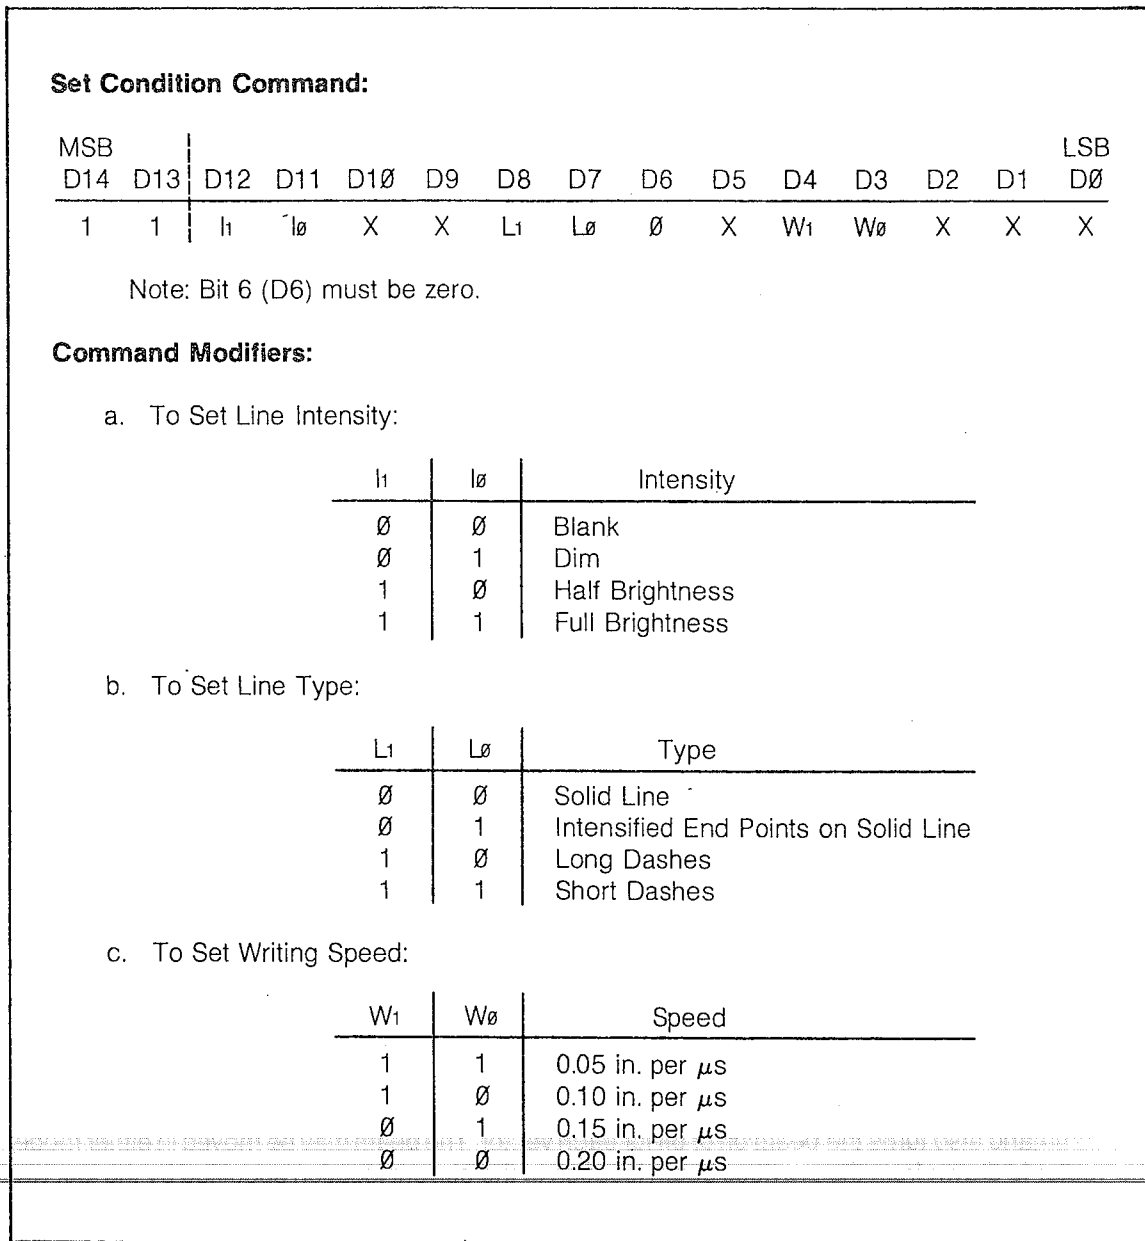 Set Condition Command:
MSB LSB
D14 D13 D12 D11 D1Ø D9 D8 D7 D6 D5 D4 D3 D2 D1 DØ
1 1 I1 IØ X X L1 LØ Ø X W1 WØ X X X
Note: Bit 6 (D6) must be zero.
Command Modifiers:
a. To Set Line Intensity:
I1 IØ Intensity
Ø Ø Blank
Ø 1 Dim
1 Ø Half Brightness
1 1 Full Brightness
b. To Set Line Type:
L1 LØ Type
Ø Ø Solid Line
Ø 1 Intensified End Points on Solid Line
1 Ø Long Dashes
1 1 Short Dashes
c. To Set Writing Speed:
W1 WØ Speed
1 1 0.05 in. per μs
1 Ø 0.10 in. per μs
Ø 1 0.15 in. per μs
Ø Ø 0.20 in. per μs